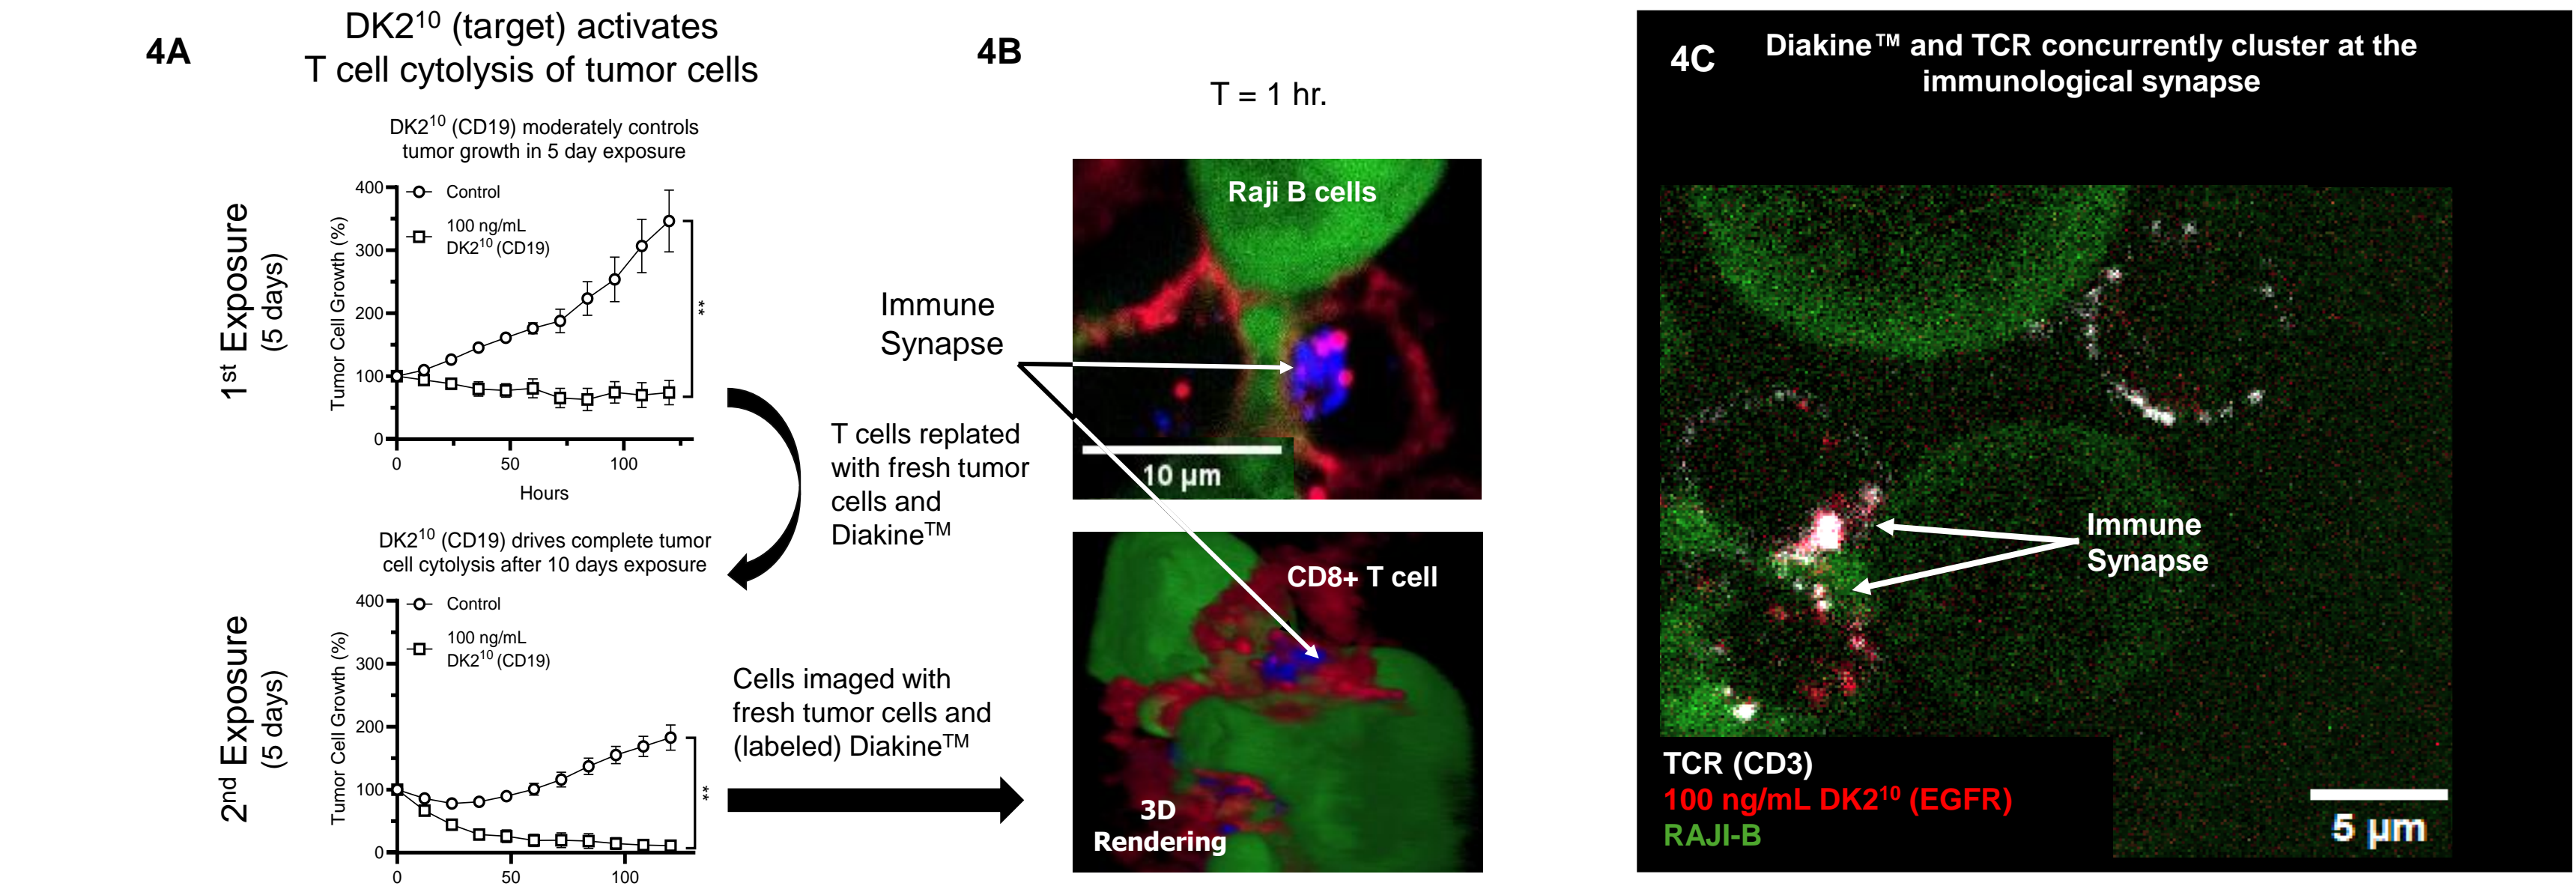 4A
DK2¹⁰ (target) activates
T cell cytolysis of tumor cells
1st Exposure
(5 days)
DK2¹⁰ (CD19) moderately controls
tumor growth in 5 day exposure
Tumor Cell Growth (%)
400
300
200
100
0
Control
100 ng/mL
DK2¹⁰ (CD19)
**
0 50 100
Hours
T cells replated
with fresh tumor
cells and
Diakine™
2nd Exposure
(5 days)
DK2¹⁰ (CD19) drives complete tumor
cell cytolysis after 10 days exposure
Tumor Cell Growth (%)
400
300
200
100
0
Control
100 ng/mL
DK2¹⁰ (CD19)
**
0 50 100
Cells imaged with
fresh tumor cells and
(labeled) Diakine™
4B
T = 1 hr.
Immune
Synapse
Raji B cells
10 µm
CD8+ T cell
3D
Rendering
4C
Diakine™ and TCR concurrently cluster at the
immunological synapse
Immune
Synapse
TCR (CD3)
100 ng/mL DK2¹⁰ (EGFR)
RAJI-B
5 µm